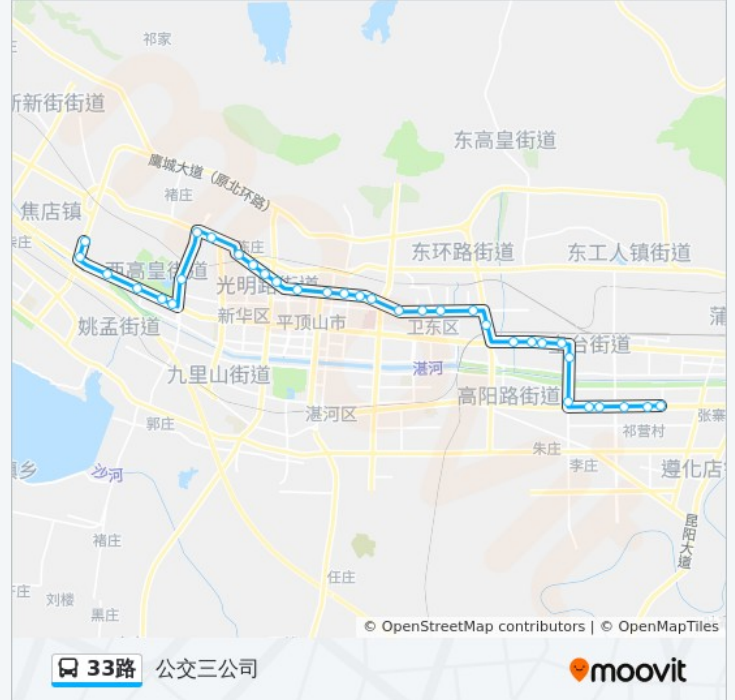 祁家
新新街街道
东高皇街道
鹰城大道（原北环路）
褚庄
焦店镇
东环路街道
东工人镇街道
西高皇街道
光明路街道
新华区
平顶山市
卫东区
姚孟街道
湛河
九里山街道
高阳路街道
湛河区
郭庄
祁营村
张寨
朱庄
李庄
遵化店
沙河
昆阳大道
褚庄
任庄
刘楼
黑庄
© OpenStreetMap contributors | © OpenMapTiles
33路 公交三公司
moovit